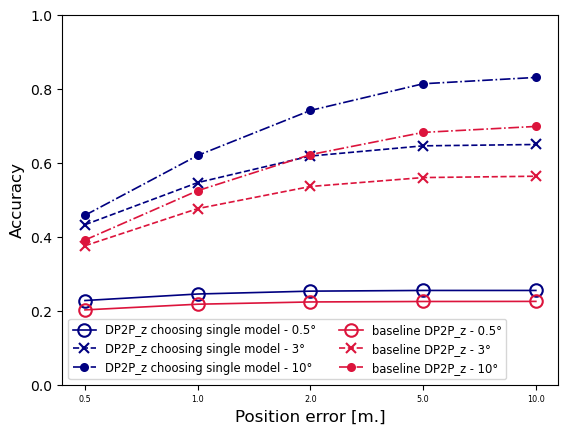 1.0
0.8
0.6
0.4
0.2
0.0
Accuracy
DP2P_z choosing single model - 0.5°
DP2P_z choosing single model - 3°
DP2P_z choosing single model - 10°
baseline DP2P_z - 0.5°
baseline DP2P_z - 3°
baseline DP2P_z - 10°
0.5 1.0 2.0 5.0 10.0
Position error [m.]